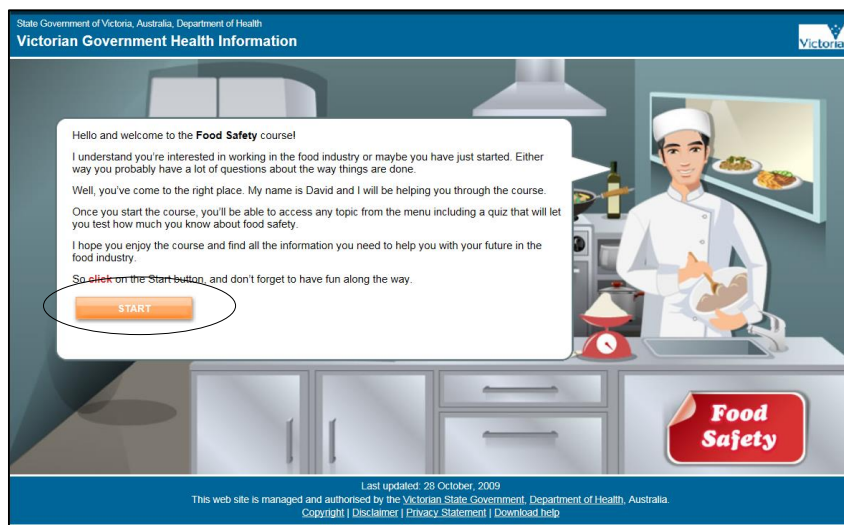 State Government of Victoria, Australia, Department of Health
Victorian Government Health Information
Victoria
Hello and welcome to the Food Safety course!
I understand you're interested in working in the food industry or maybe you have just started. Either
way you probably have a lot of questions about the way things are done.
Well, you've come to the right place. My name is David and I will be helping you through the course.
Once you start the course, you'll be able to access any topic from the menu including a quiz that will let
you test how much you know about food safety.
I hope you enjoy the course and find all the information you need to help you with your future in the
food industry.
So click on the Start button, and don't forget to have fun along the way.
START
Food
Safety
Last updated: 28 October, 2009
This web site is managed and authorised by the Victorian State Government, Department of Health, Australia.
Copyright | Disclaimer | Privacy Statement | Download help